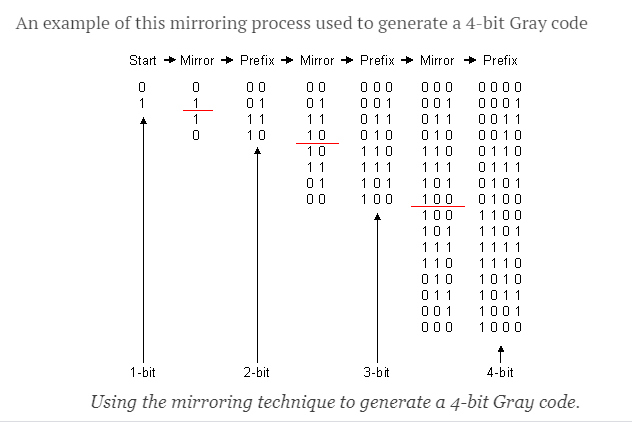 An example of this mirroring process used to generate a 4-bit Gray code
Start → Mirror → Prefix → Mirror → Prefix → Mirror → Prefix
0 0 0 0 0 0 0 0 0 0 0 0 0 0 0 0
1 1 0 1 0 1 0 0 1 0 0 1 0 0 0 1
1 1 1 1 1 0 1 1 0 1 1 0 0 1 1
0 1 0 1 0 0 1 0 0 1 0 0 0 1 0
1 0 1 1 0 1 1 0 0 1 1 0
1 1 1 1 1 1 1 1 0 1 1 1
0 1 1 0 1 1 0 1 0 1 0 1
0 0 1 0 0 1 0 0 0 1 0 0
1 0 0 1 1 0 0
1 0 1 1 1 0 1
1 1 1 1 1 1 1
1 1 0 1 1 1 0
0 1 0 1 0 1 0
0 1 1 1 0 1 1
0 0 1 1 0 0 1
0 0 0 1 0 0 0
1-bit 2-bit 3-bit 4-bit
Using the mirroring technique to generate a 4-bit Gray code.